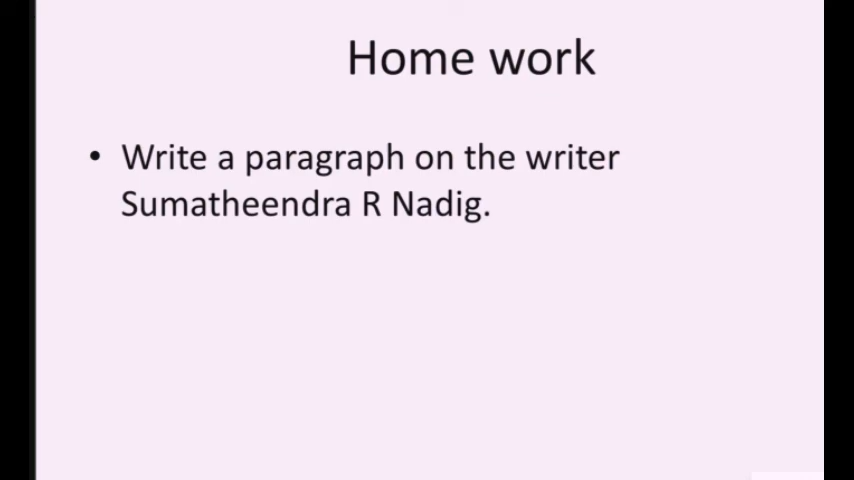 Home work
• Write a paragraph on the writer
Sumatheendra R Nadig.